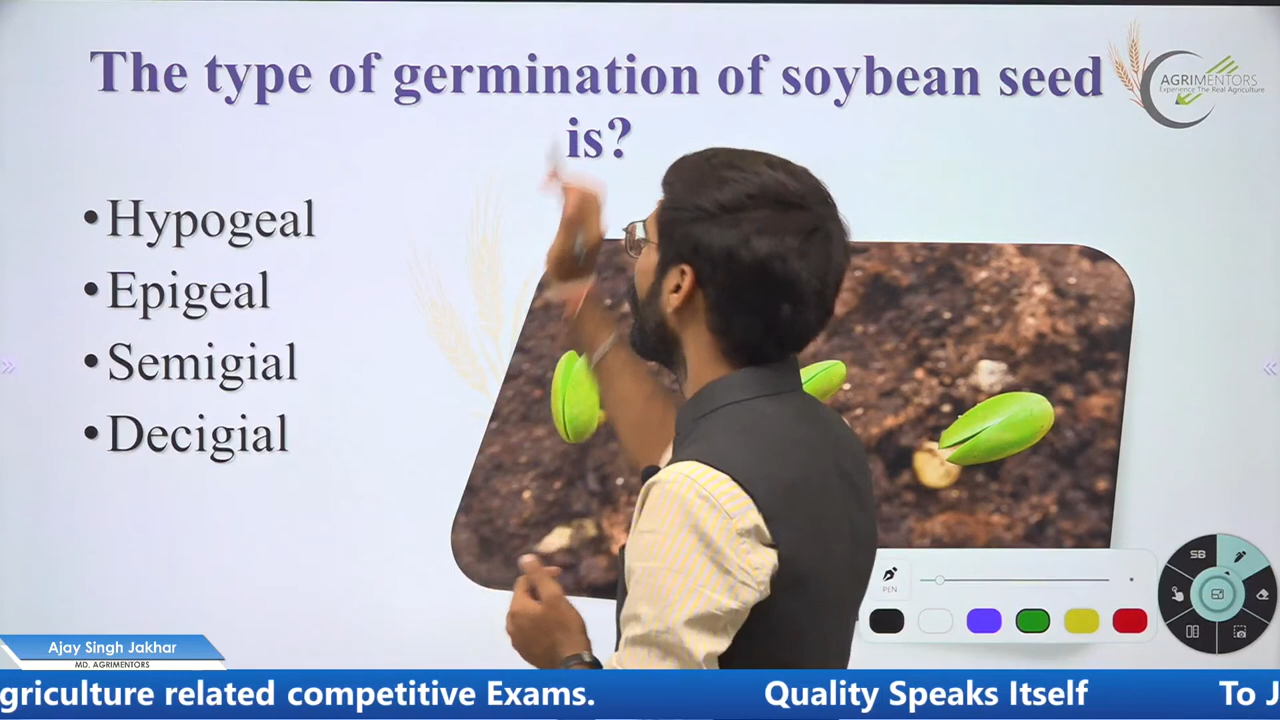 The type of germination of soybean seed
is?
AGRIMENTORS
Experience The Real Agriculture
• Hypogeal
• Epigeal
• Semigial
• Decigial
SB
PEN
Ajay Singh Jakhar
MD. AGRIMENTORS
griculture related competitive Exams. Quality Speaks Itself To J